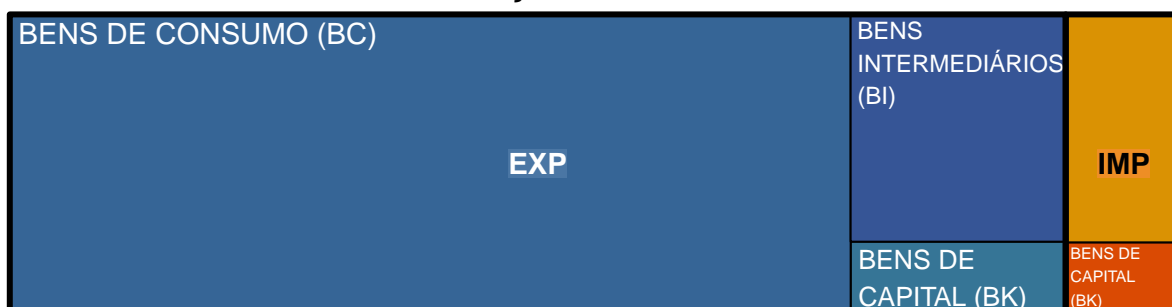 BENS DE CONSUMO (BC)
EXP
BENS
INTERMEDIÁRIOS
(BI)
BENS DE
CAPITAL (BK)
IMP
BENS DE
CAPITAL
(BK)